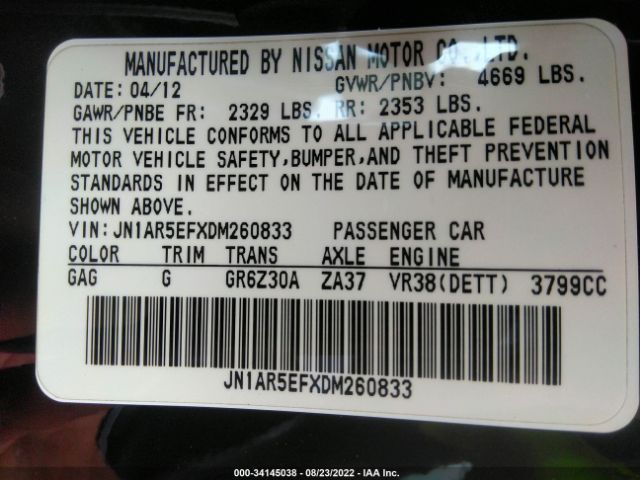 MANUFACTURED BY NISSAN MOTOR CO.,LTD.
DATE: 04/12 GVWR/PNBV: 4669 LBS.
GAWR/PNBE FR: 2329 LBS. RR: 2353 LBS.
THIS VEHICLE CONFORMS TO ALL APPLICABLE FEDERAL
MOTOR VEHICLE SAFETY,BUMPER,AND THEFT PREVENTION
STANDARDS IN EFFECT ON THE DATE OF MANUFACTURE
SHOWN ABOVE.
VIN:JN1AR5EFXDM260833 PASSENGER CAR
COLOR TRIM TRANS AXLE ENGINE
GAG G GR6Z30A ZA37 VR38(DETT) 3799CC
JN1AR5EFXDM260833
000-34145038 - 08/23/2022 - IAA Inc.